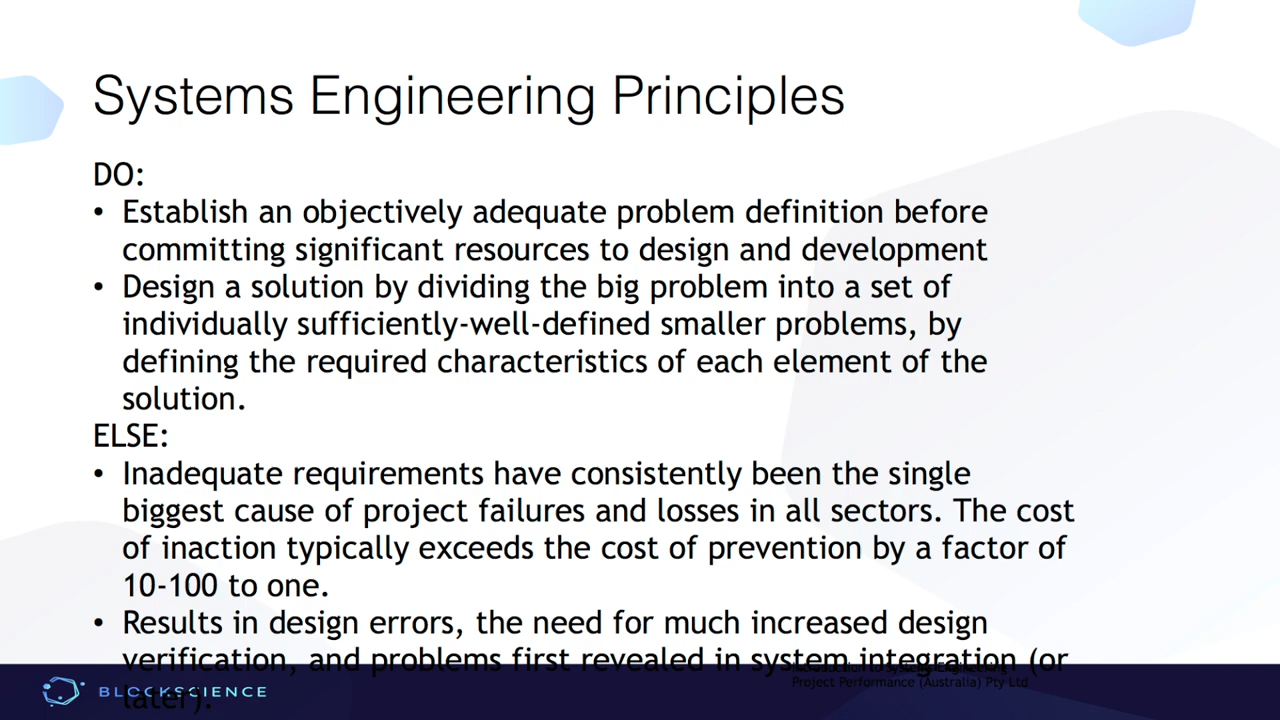 Systems Engineering Principles
DO:
• Establish an objectively adequate problem definition before
committing significant resources to design and development
• Design a solution by dividing the big problem into a set of
individually sufficiently-well-defined smaller problems, by
defining the required characteristics of each element of the
solution.
ELSE:
• Inadequate requirements have consistently been the single
biggest cause of project failures and losses in all sectors. The cost
of inaction typically exceeds the cost of prevention by a factor of
10-100 to one.
• Results in design errors, the need for much increased design
verification, and problems first revealed in system integration (or
later).
Project Performance (Australia) Pty Ltd
BLOCKSCIENCE